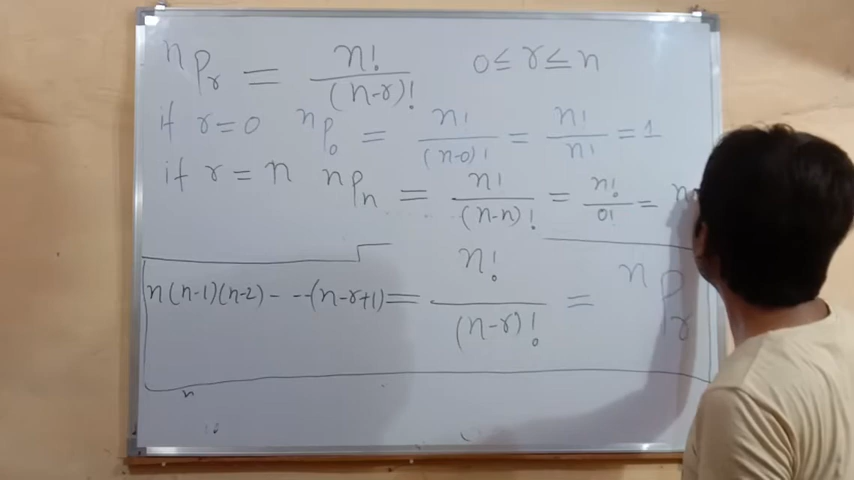 ⁿPᵣ = n!/(n-r)! 0≤ r ≤ n
if r=0 ⁿP₀ = n!/(n-0)! = n!/n! = 1
if r = n ⁿPₙ = n!/(n-n)! = n!/0! =
n(n-1)(n-2)- - -(n-r+1) = n!/(n-r)! = ⁿPᵣ